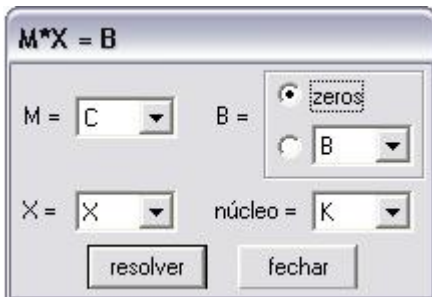 M*X = B
M = C B = zeros
B
X = X núcleo = K
resolver fechar